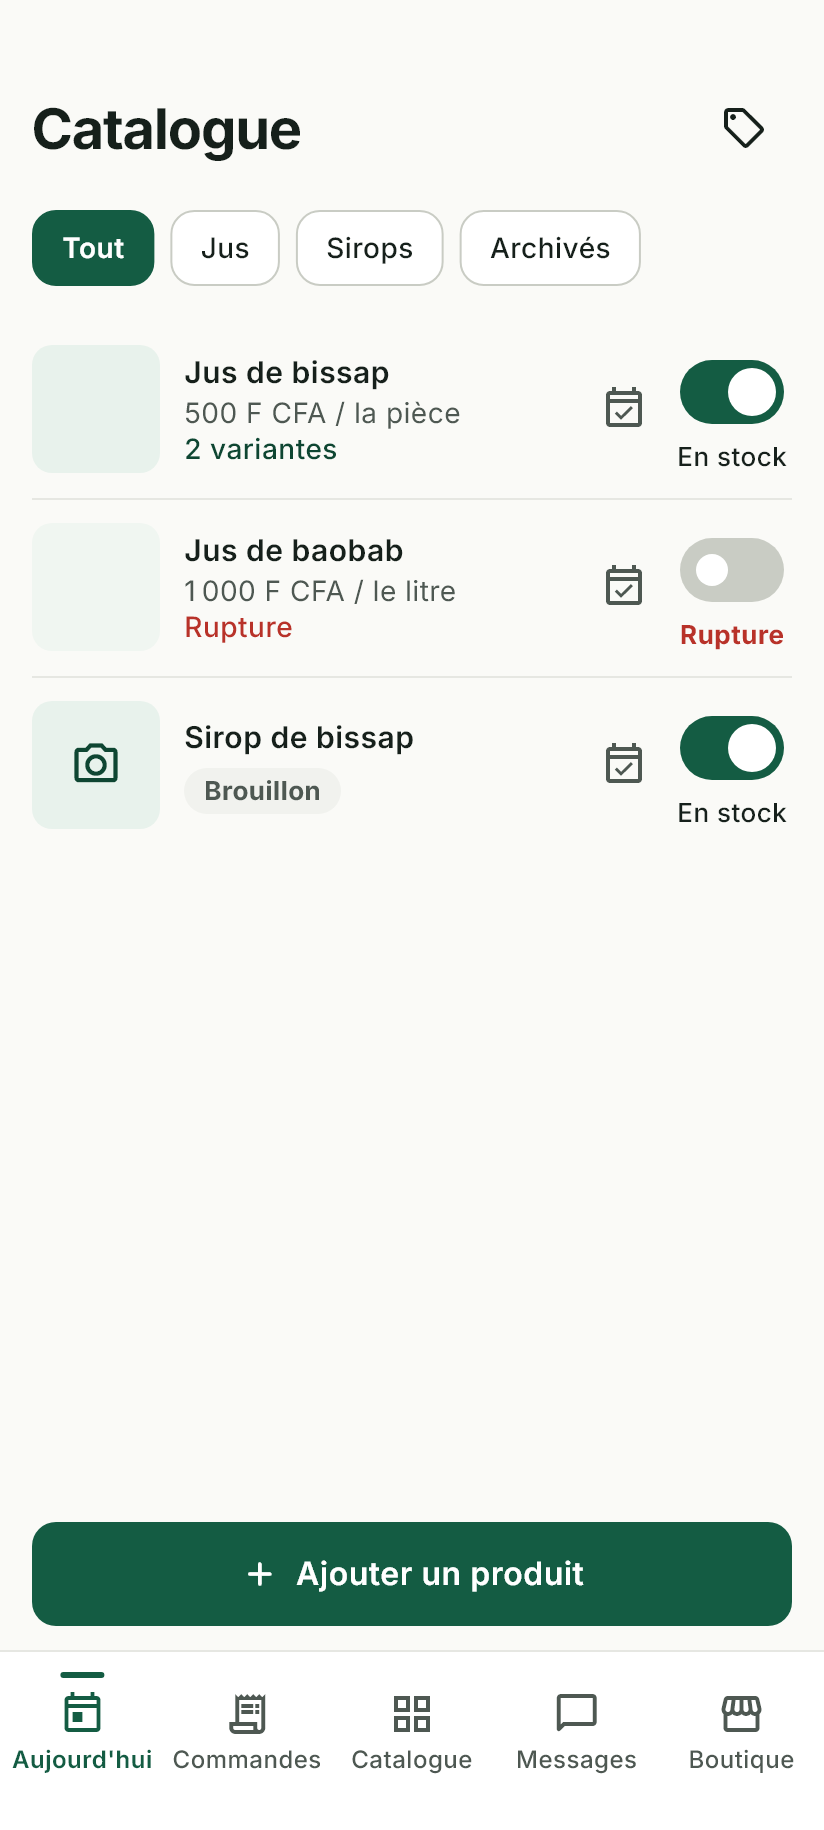 Catalogue
Tout
Jus
Sirops
Archivés
Jus de bissap
500 F CFA / la pièce
2 variantes
En stock
Jus de baobab
1 000 F CFA / le litre
Rupture
Rupture
Sirop de bissap
Brouillon
En stock
+ Ajouter un produit
Aujourd'hui
Commandes
Catalogue
Messages
Boutique